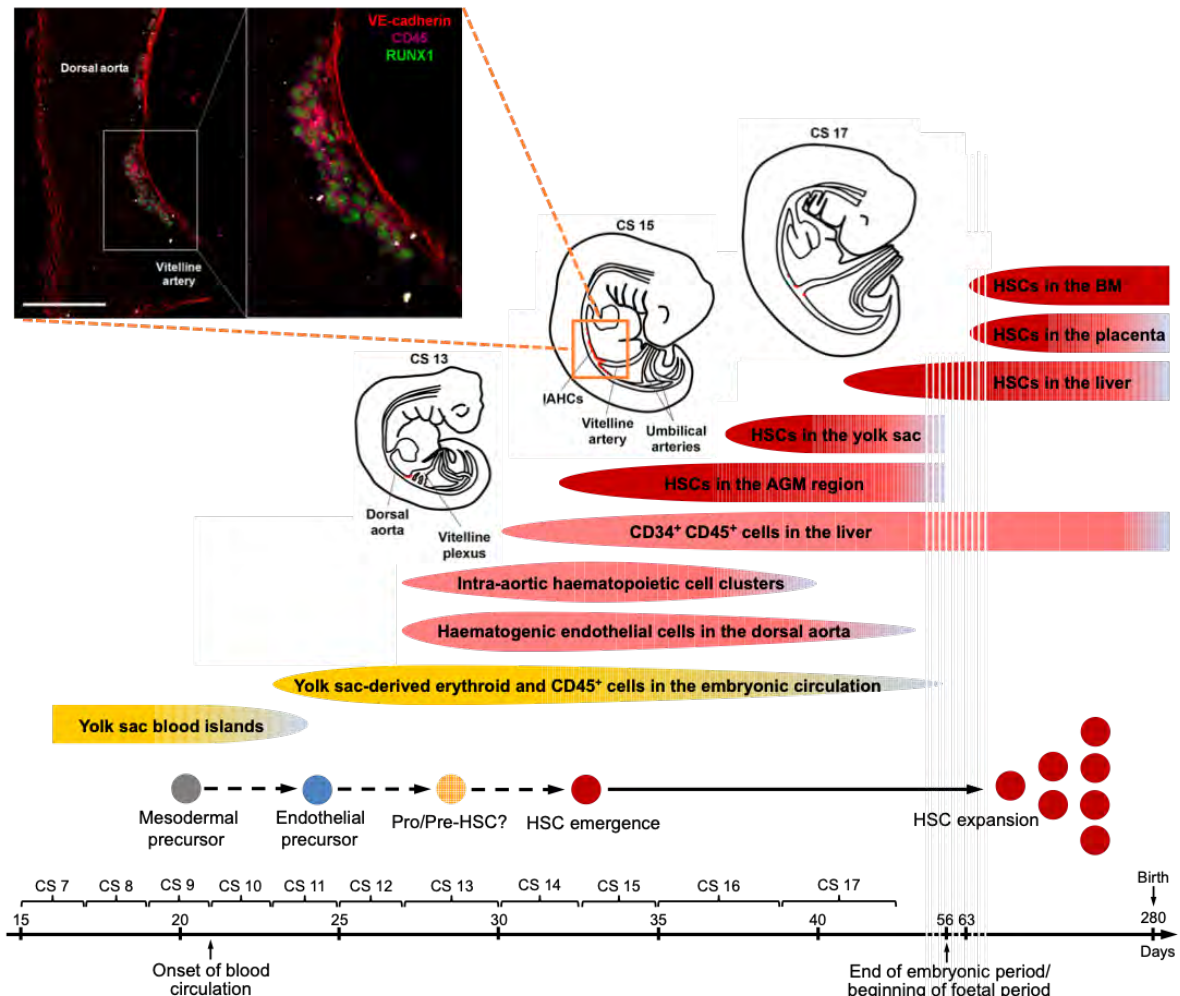 VE-cadherin
CD45
RUNX1
Dorsal aorta
Vitelline
artery
CS 17
CS 15
IAHCs
Vitelline
artery
Umbilical
arteries
CS 13
Dorsal
aorta
Vitelline
plexus
HSCs in the BM
HSCs in the placenta
HSCs in the liver
HSCs in the yolk sac
HSCs in the AGM region
CD34⁺ CD45⁺ cells in the liver
Intra-aortic haematopoietic cell clusters
Haematogenic endothelial cells in the dorsal aorta
Yolk sac-derived erythroid and CD45⁺ cells in the embryonic circulation
Yolk sac blood islands
Mesodermal
precursor
Endothelial
precursor
Pro/Pre-HSC?
HSC emergence
HSC expansion
CS 7 CS 8 CS 9 CS 10 CS 11 CS 12 CS 13 CS 14 CS 15 CS 16 CS 17
Birth
15 20 25 30 35 40 56 63 280
Days
Onset of blood
circulation
End of embryonic period/
beginning of foetal period